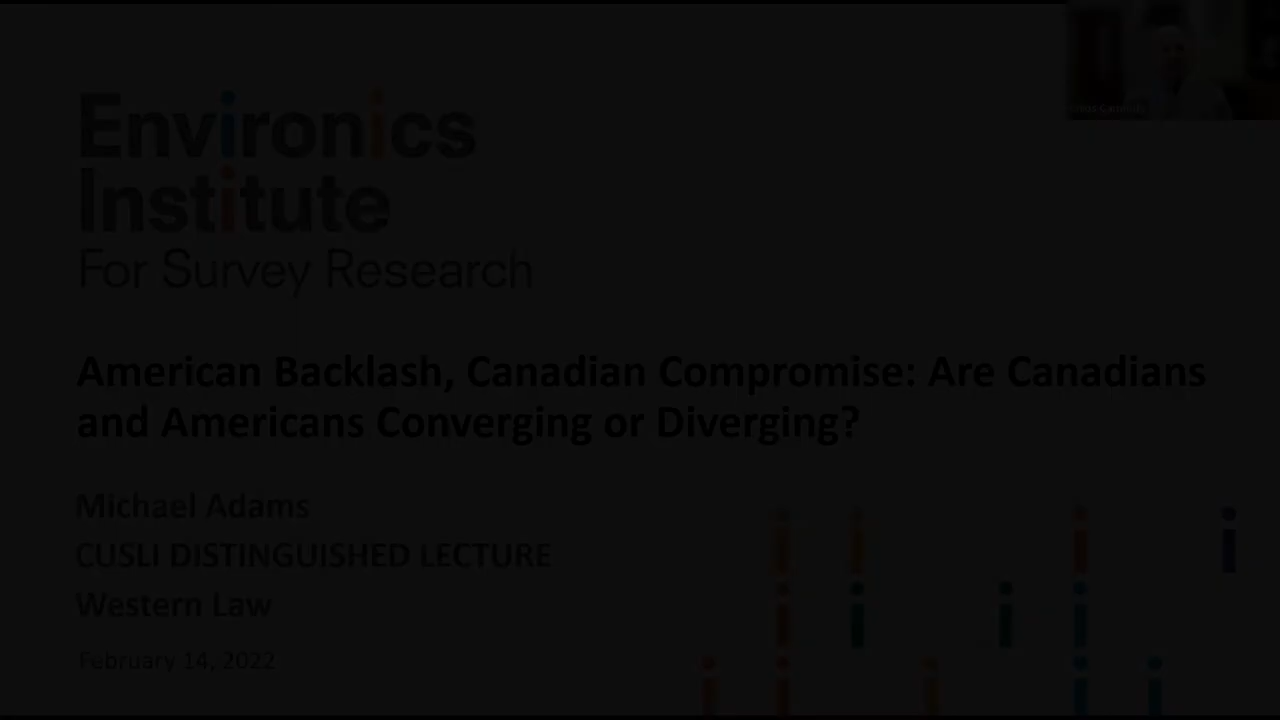 Environics
Institute
For Survey Research
American Backlash, Canadian Compromise: Are Canadians
and Americans Converging or Diverging?
Michael Adams
CUSLI DISTINGUISHED LECTURE
Western Law
February 14, 2022